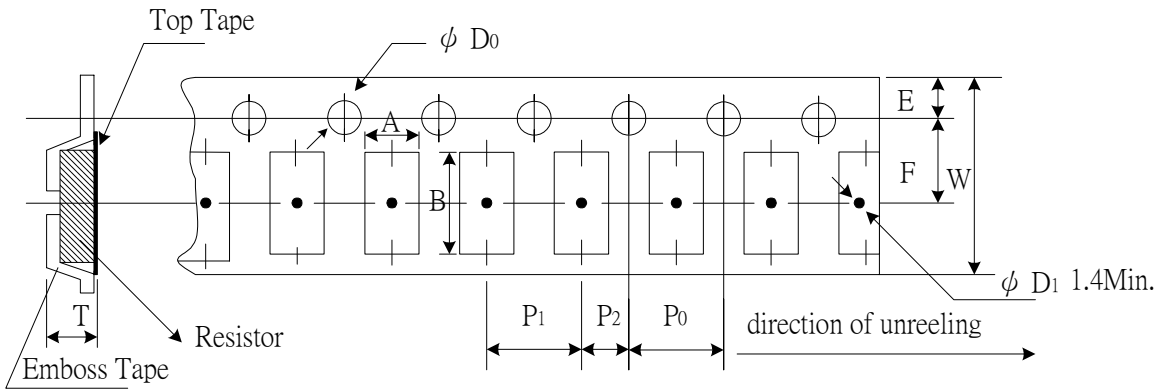 Top Tape
ϕ D0
E
A
F
W
B
ϕ D1 1.4Min.
T
P1
P2
P0
direction of unreeling
Resistor
Emboss Tape